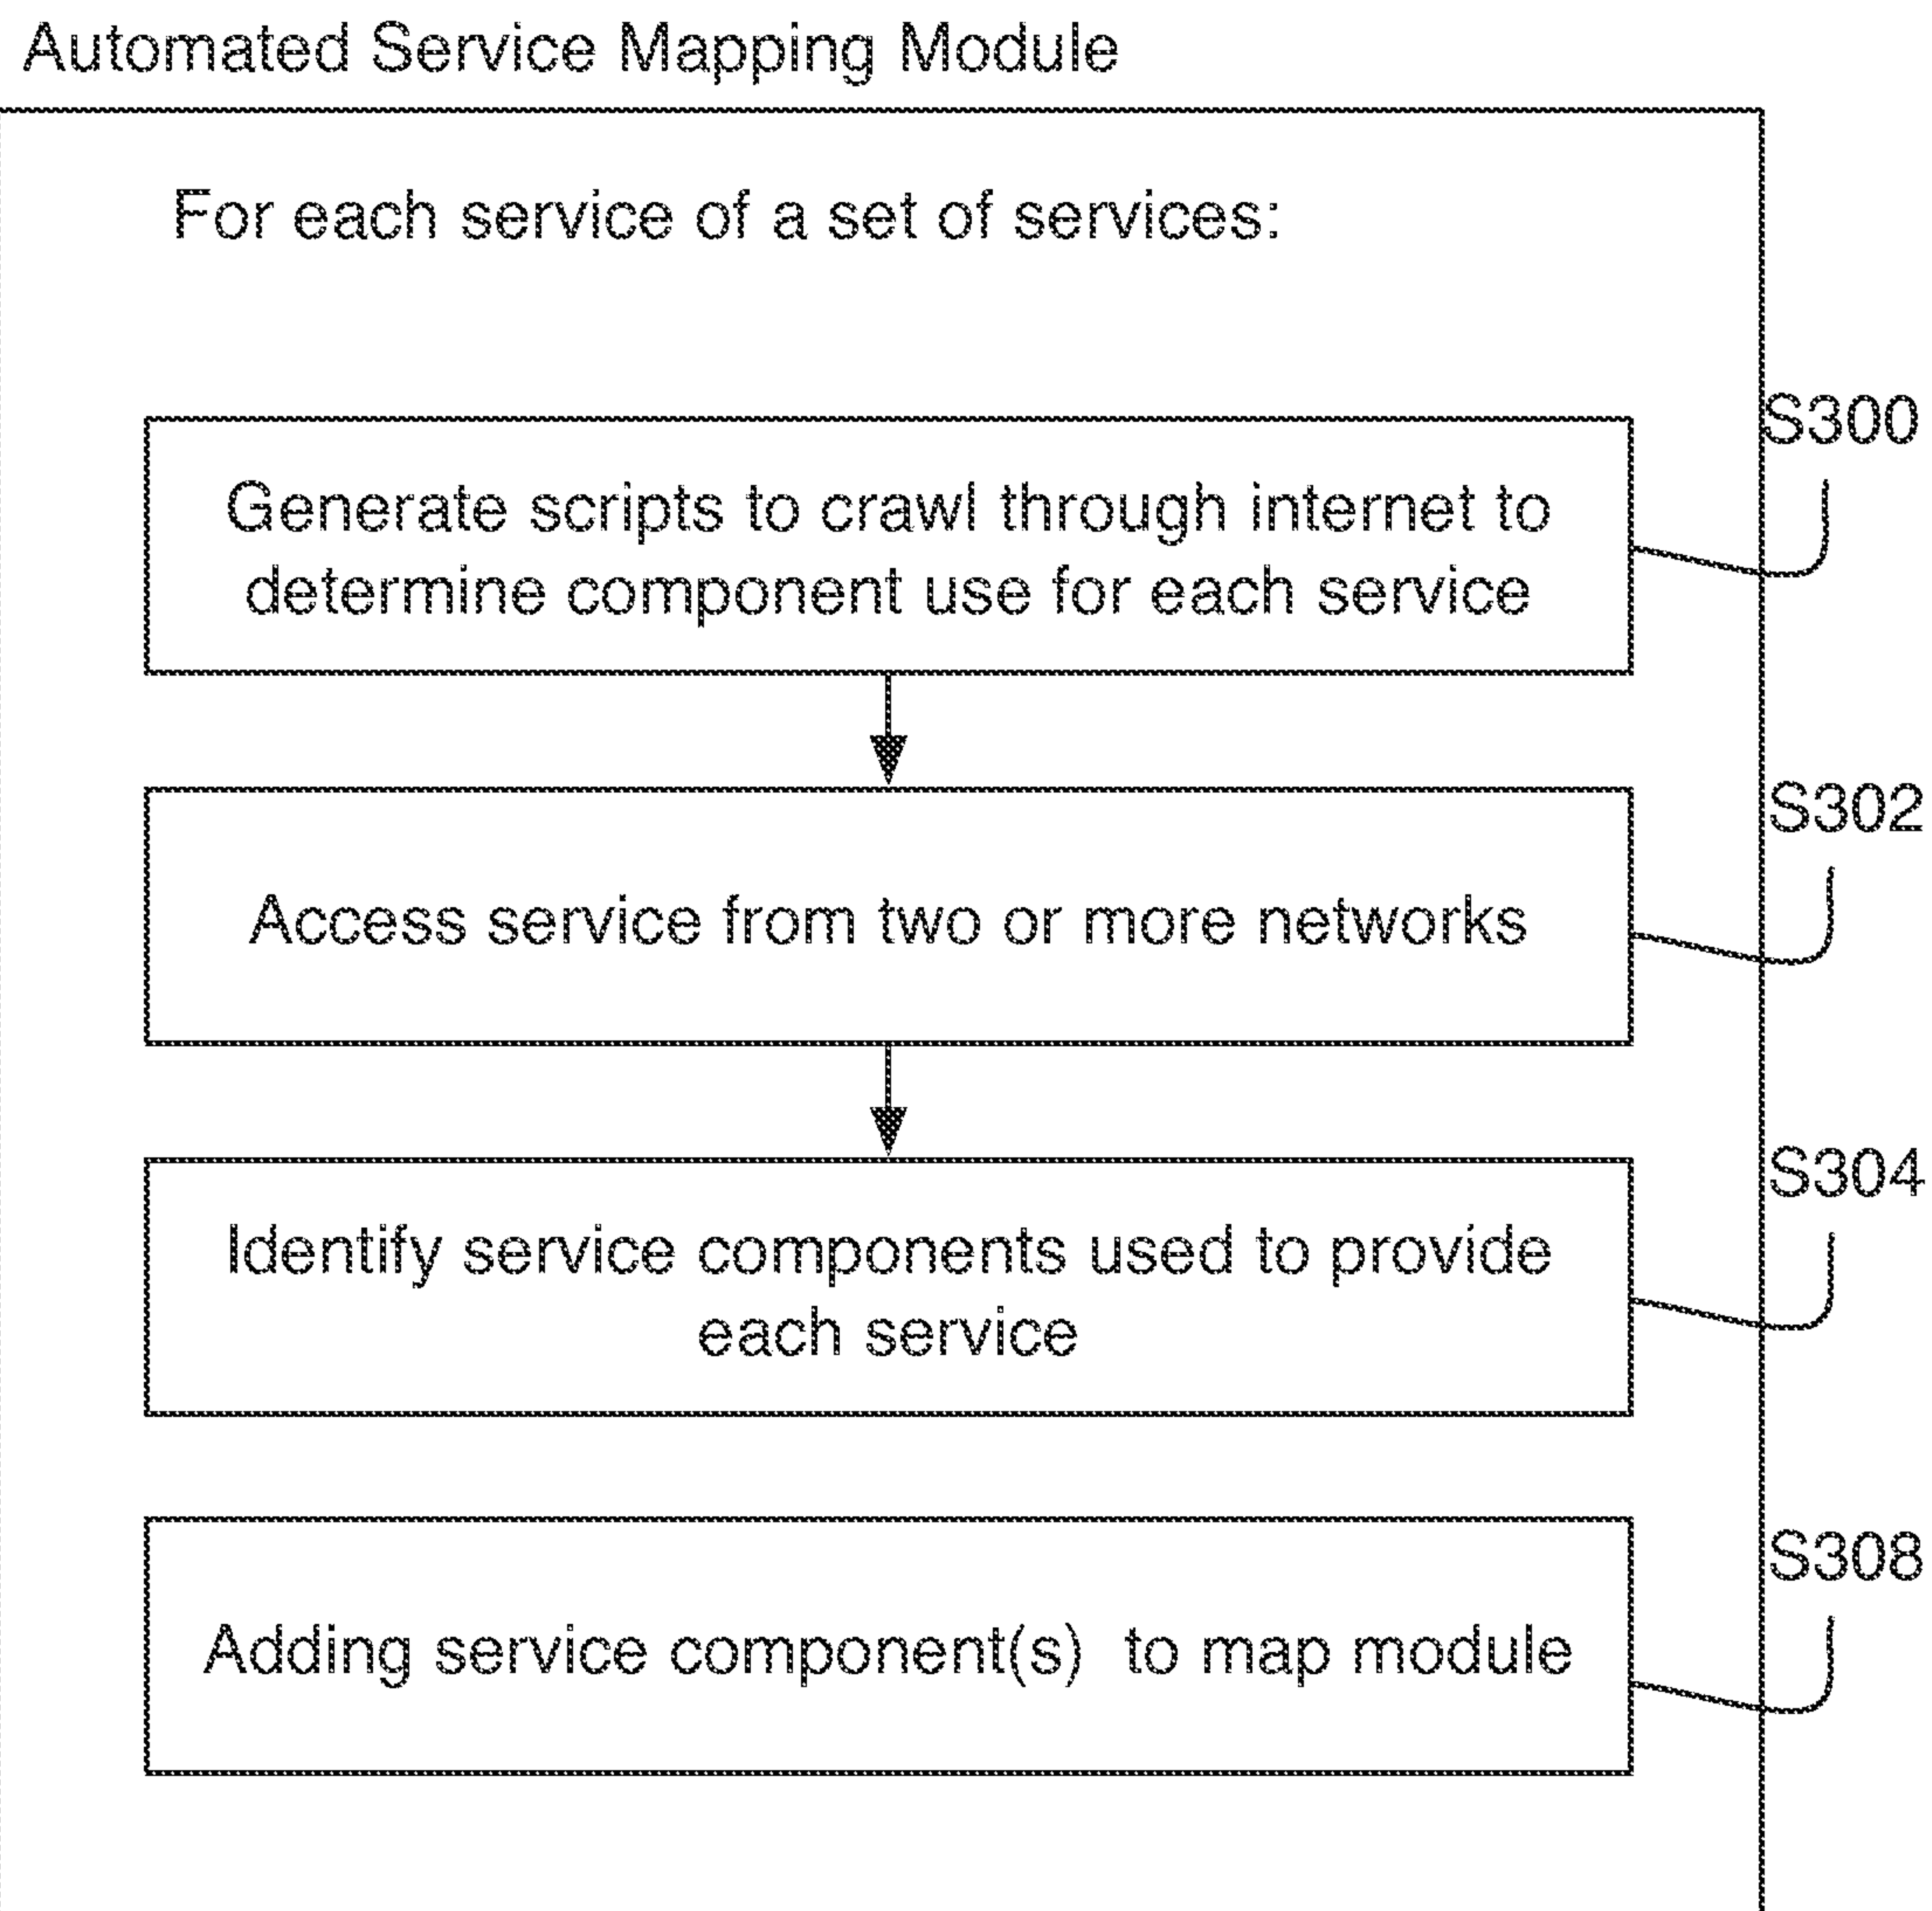 Automated Service Mapping Module
For each service of a set of services:
S300
Generate scripts to crawl through internet to
determine component use for each service
S302
Access service from two or more networks
S304
Identify service components used to provide
each service
S308
Adding service component(s) to map module